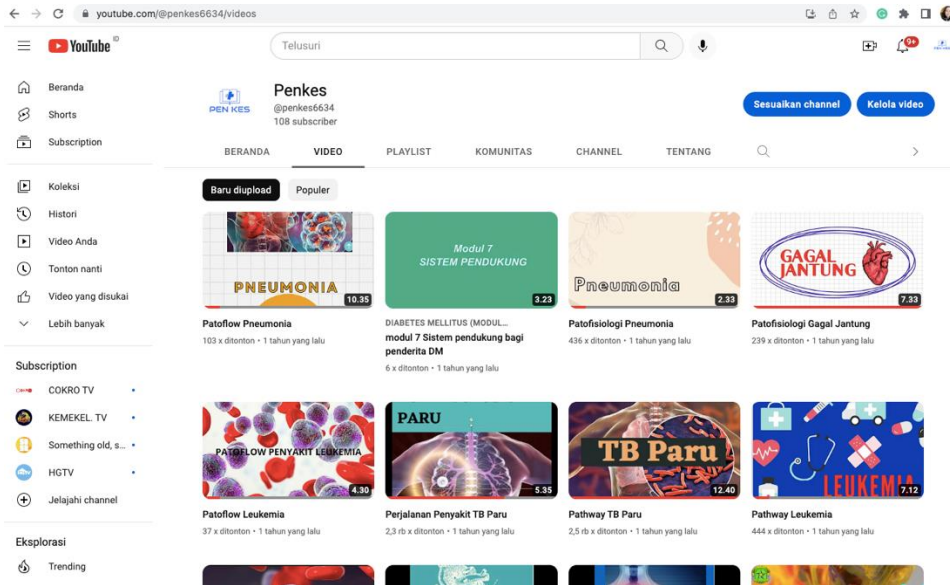 youtube.com/@penkes6634/videos
YouTube ID
Telusuri
9+
Beranda
Shorts
Subscription
Koleksi
Histori
Video Anda
Tonton nanti
Video yang disukai
Lebih banyak
Subscription
COKRO TV
KEMEKEL. TV
Something old, s...
HGTV
Jelajahi channel
Eksplorasi
Trending
PEN KES
Penkes
@penkes6634
108 subscriber
Sesuaikan channel
Kelola video
BERANDA
VIDEO
PLAYLIST
KOMUNITAS
CHANNEL
TENTANG
Baru diupload
Populer
PNEUMONIA
10.35
Patoflow Pneumonia
103 x ditonton • 1 tahun yang lalu
Modul 7
SISTEM PENDUKUNG
3.23
DIABETES MELLITUS (MODUL...
modul 7 Sistem pendukung bagi
penderita DM
6 x ditonton • 1 tahun yang lalu
Pneumonia
2.33
Patofisiologi Pneumonia
436 x ditonton • 1 tahun yang lalu
GAGAL
JANTUNG
7.33
Patofisiologi Gagal Jantung
239 x ditonton • 1 tahun yang lalu
PATOFLOW PENYAKIT LEUKEMIA
4.30
Patoflow Leukemia
37 x ditonton • 1 tahun yang lalu
PARU
5.35
Perjalanan Penyakit TB Paru
2,3 rb x ditonton • 1 tahun yang lalu
TB Paru
12.40
Pathway TB Paru
2,5 rb x ditonton • 1 tahun yang lalu
LEUKEMIA
7.12
Pathway Leukemia
444 x ditonton • 1 tahun yang lalu